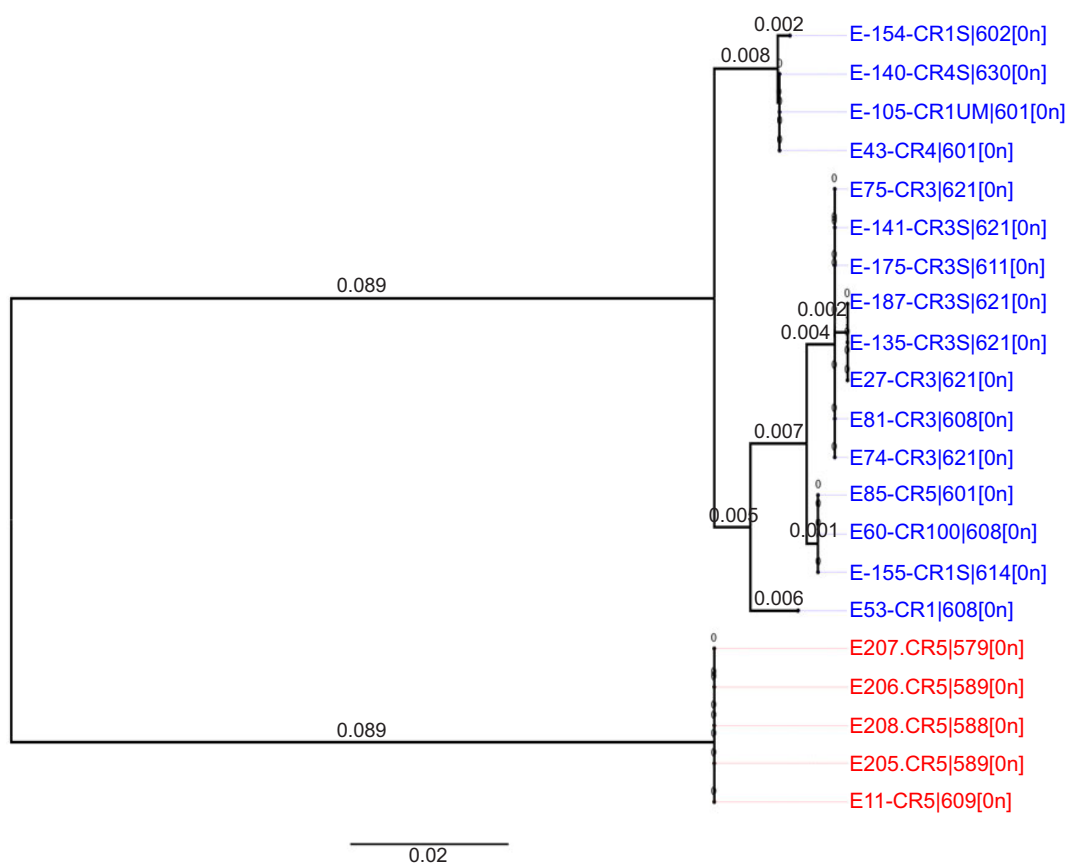 0.002
E-154-CR1S|602[0n]
0.008
0
E-140-CR4S|630[0n]
E-105-CR1UM|601[0n]
E43-CR4|601[0n]
0
E75-CR3|621[0n]
E-141-CR3S|621[0n]
E-175-CR3S|611[0n]
0.089
0
E-187-CR3S|621[0n]
0.002
0.004
E-135-CR3S|621[0n]
E27-CR3|621[0n]
E81-CR3|608[0n]
0.007
E74-CR3|621[0n]
0
E85-CR5|601[0n]
0.005
0.001
E60-CR100|608[0n]
E-155-CR1S|614[0n]
0.006
E53-CR1|608[0n]
0
E207.CR5|579[0n]
E206.CR5|589[0n]
E208.CR5|588[0n]
0.089
E205.CR5|589[0n]
E11-CR5|609[0n]
0.02